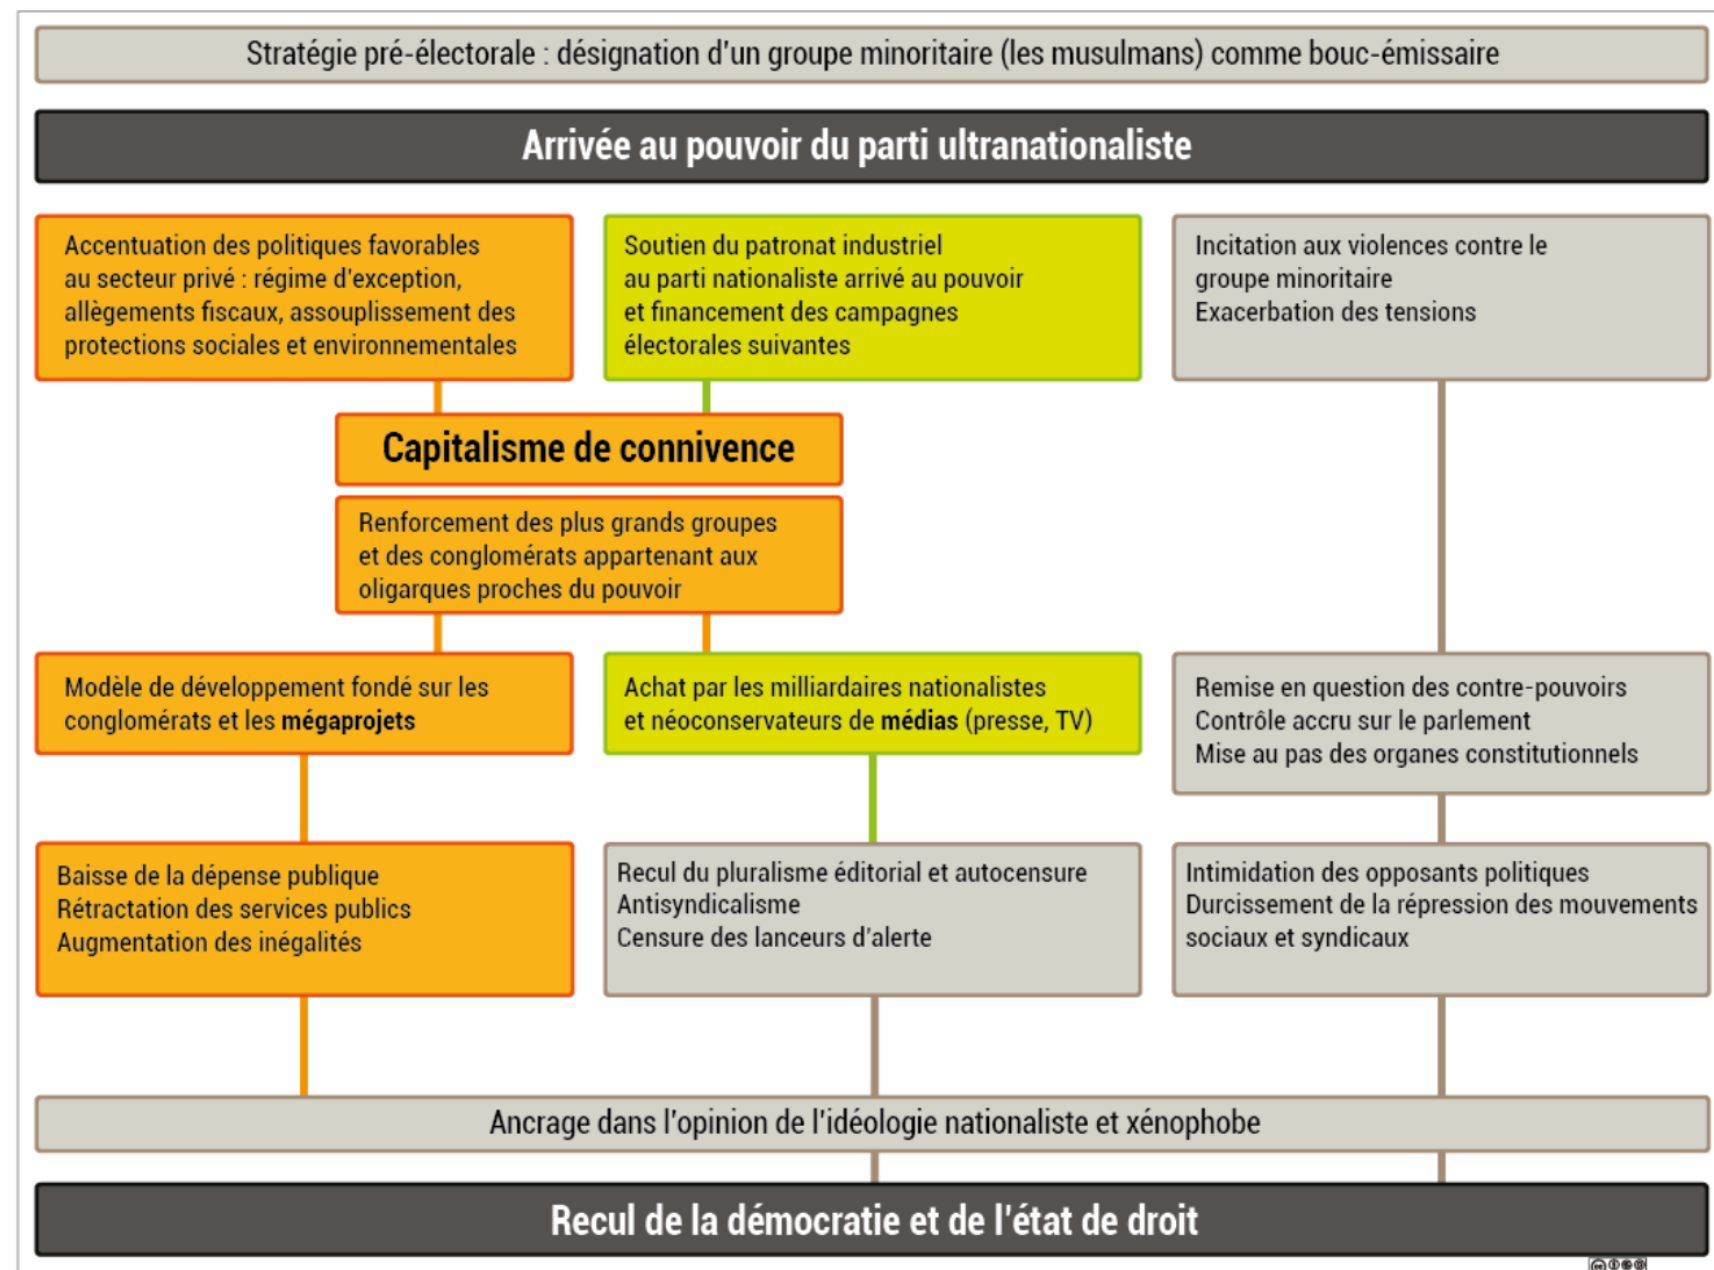 Stratégie pré-électorale : désignation d'un groupe minoritaire (les musulmans) comme bouc-émissaire
Arrivée au pouvoir du parti ultranationaliste
Accentuation des politiques favorables
au secteur privé : régime d'exception,
allègements fiscaux, assouplissement des
protections sociales et environnementales
Soutien du patronat industriel
au parti nationaliste arrivé au pouvoir
et financement des campagnes
électorales suivantes
Incitation aux violences contre le
groupe minoritaire
Exacerbation des tensions
Capitalisme de connivence
Renforcement des plus grands groupes
et des conglomérats appartenant aux
oligarques proches du pouvoir
Modèle de développement fondé sur les
conglomérats et les mégaprojets
Achat par les milliardaires nationalistes
et néoconservateurs de médias (presse, TV)
Remise en question des contre-pouvoirs
Contrôle accru sur le parlement
Mise au pas des organes constitutionnels
Baisse de la dépense publique
Rétractation des services publics
Augmentation des inégalités
Recul du pluralisme éditorial et autocensure
Antisyndicalisme
Censure des lanceurs d'alerte
Intimidation des opposants politiques
Durcissement de la répression des mouvements
sociaux et syndicaux
Ancrage dans l'opinion de l'idéologie nationaliste et xénophobe
Recul de la démocratie et de l'état de droit